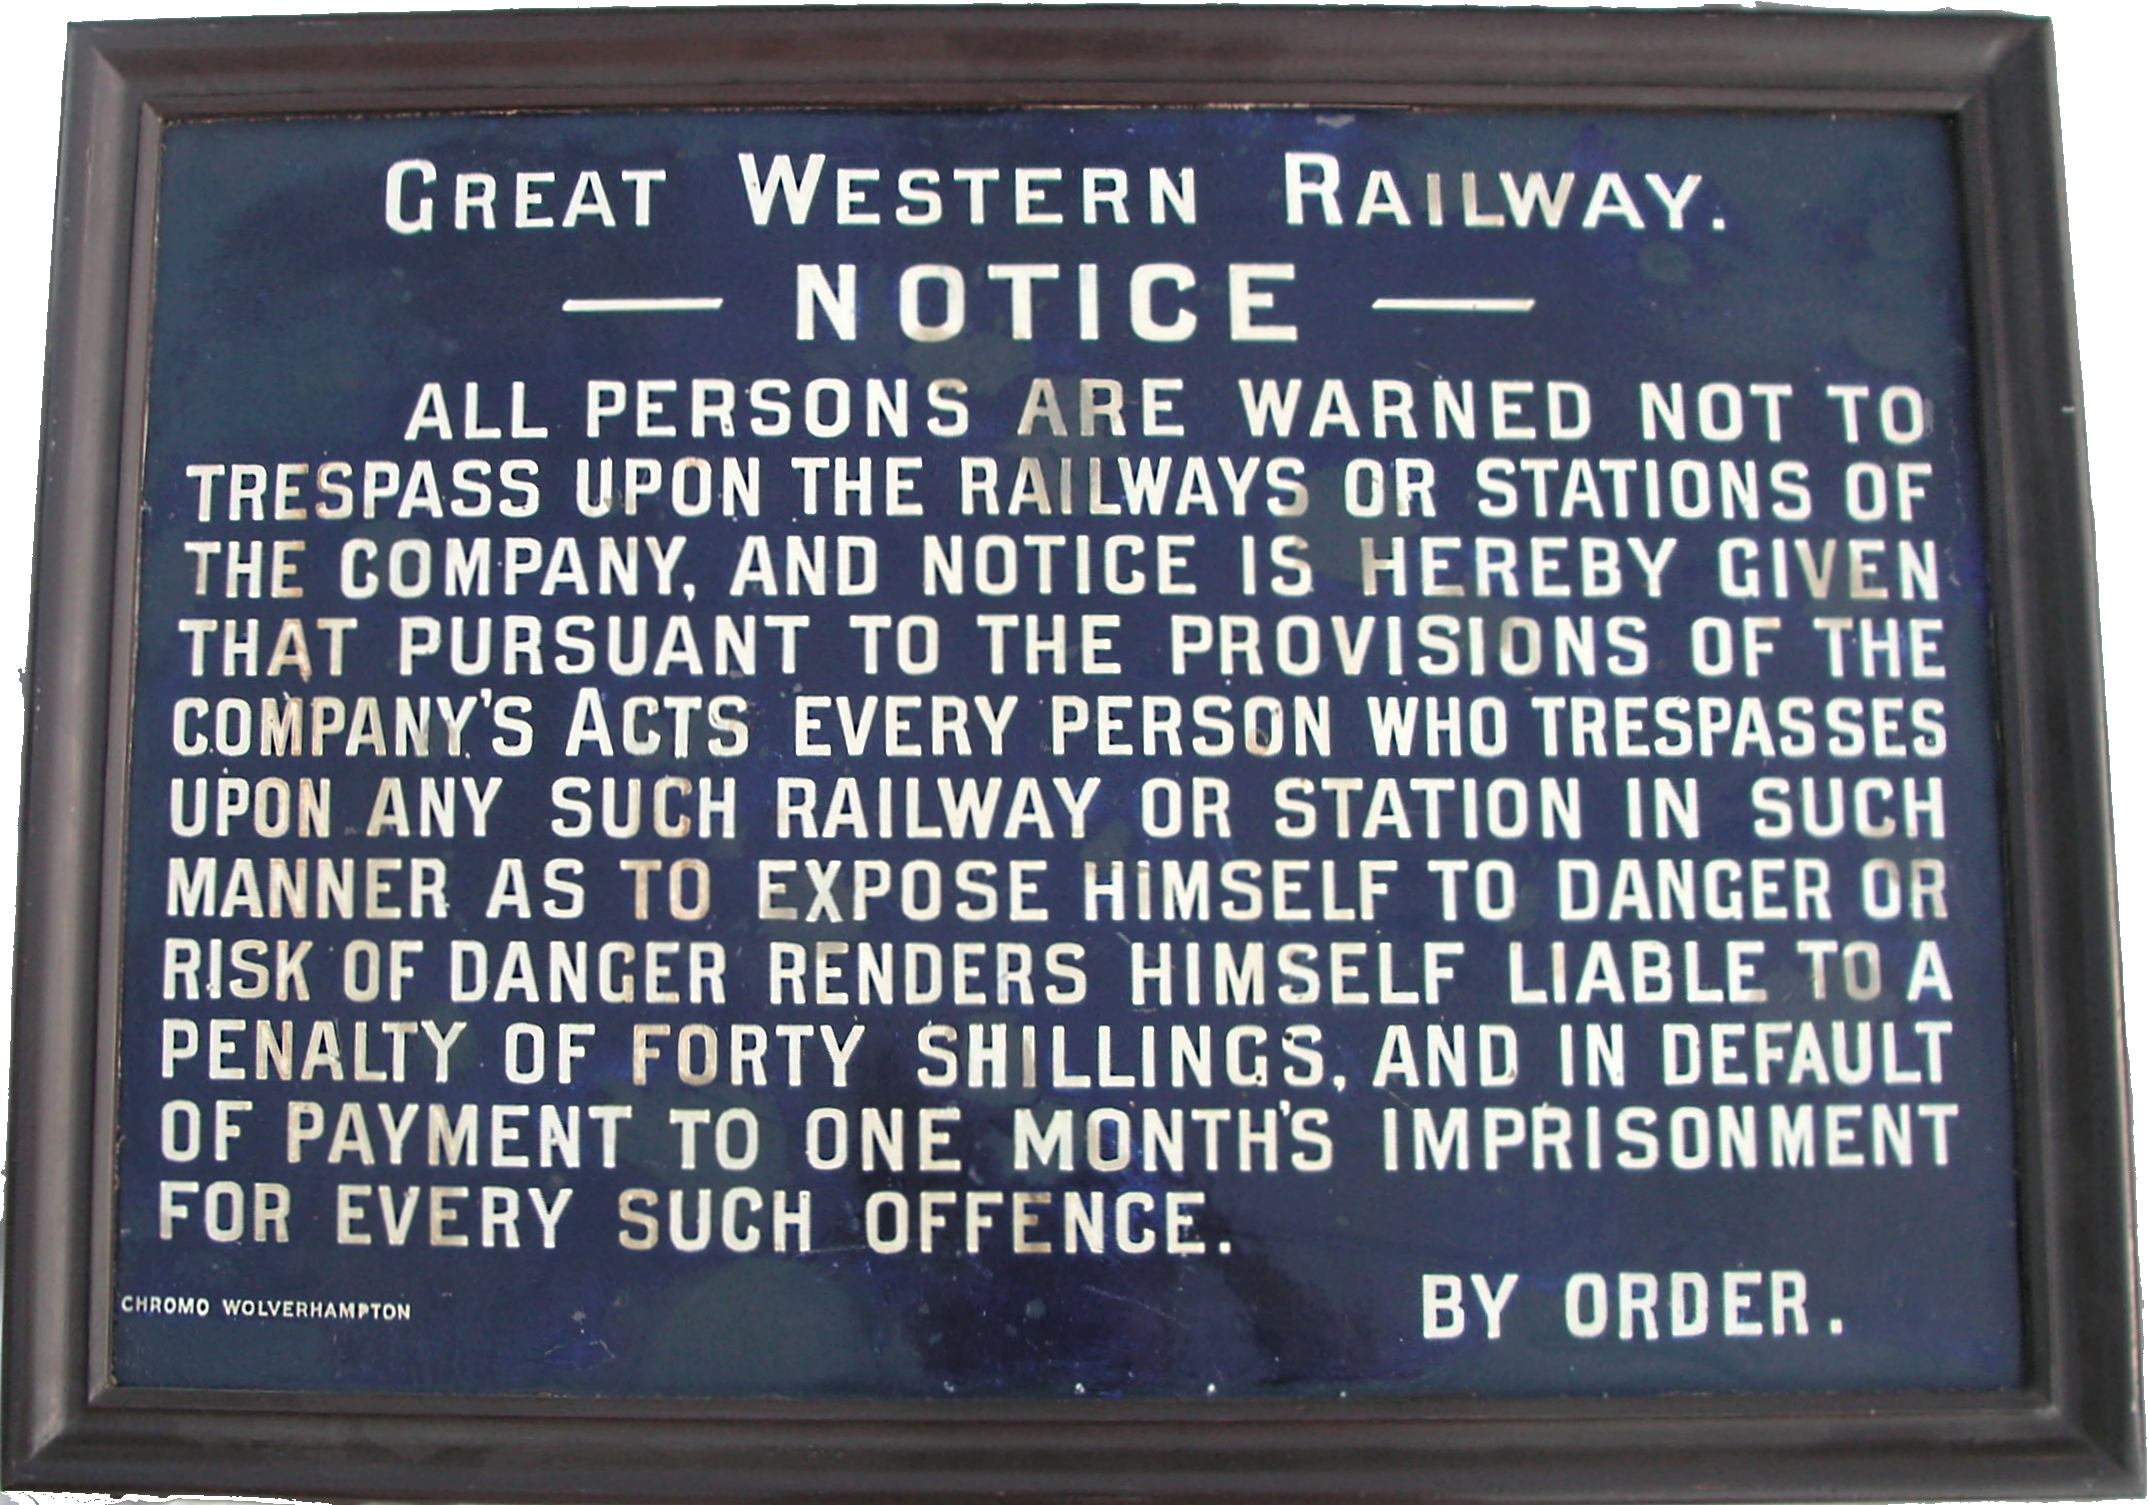 GREAT WESTERN RAILWAY.
— NOTICE —
ALL PERSONS ARE WARNED NOT TO
TRESPASS UPON THE RAILWAYS OR STATIONS OF
THE COMPANY, AND NOTICE IS HEREBY GIVEN
THAT PURSUANT TO THE PROVISIONS OF THE
COMPANY'S ACTS EVERY PERSON WHO TRESPASSES
UPON ANY SUCH RAILWAY OR STATION IN SUCH
MANNER AS TO EXPOSE HIMSELF TO DANGER OR
RISK OF DANGER RENDERS HIMSELF LIABLE TO A
PENALTY OF FORTY SHILLINGS, AND IN DEFAULT
OF PAYMENT TO ONE MONTH'S IMPRISONMENT
FOR EVERY SUCH OFFENCE.
BY ORDER.
CHROMO WOLVERHAMPTON